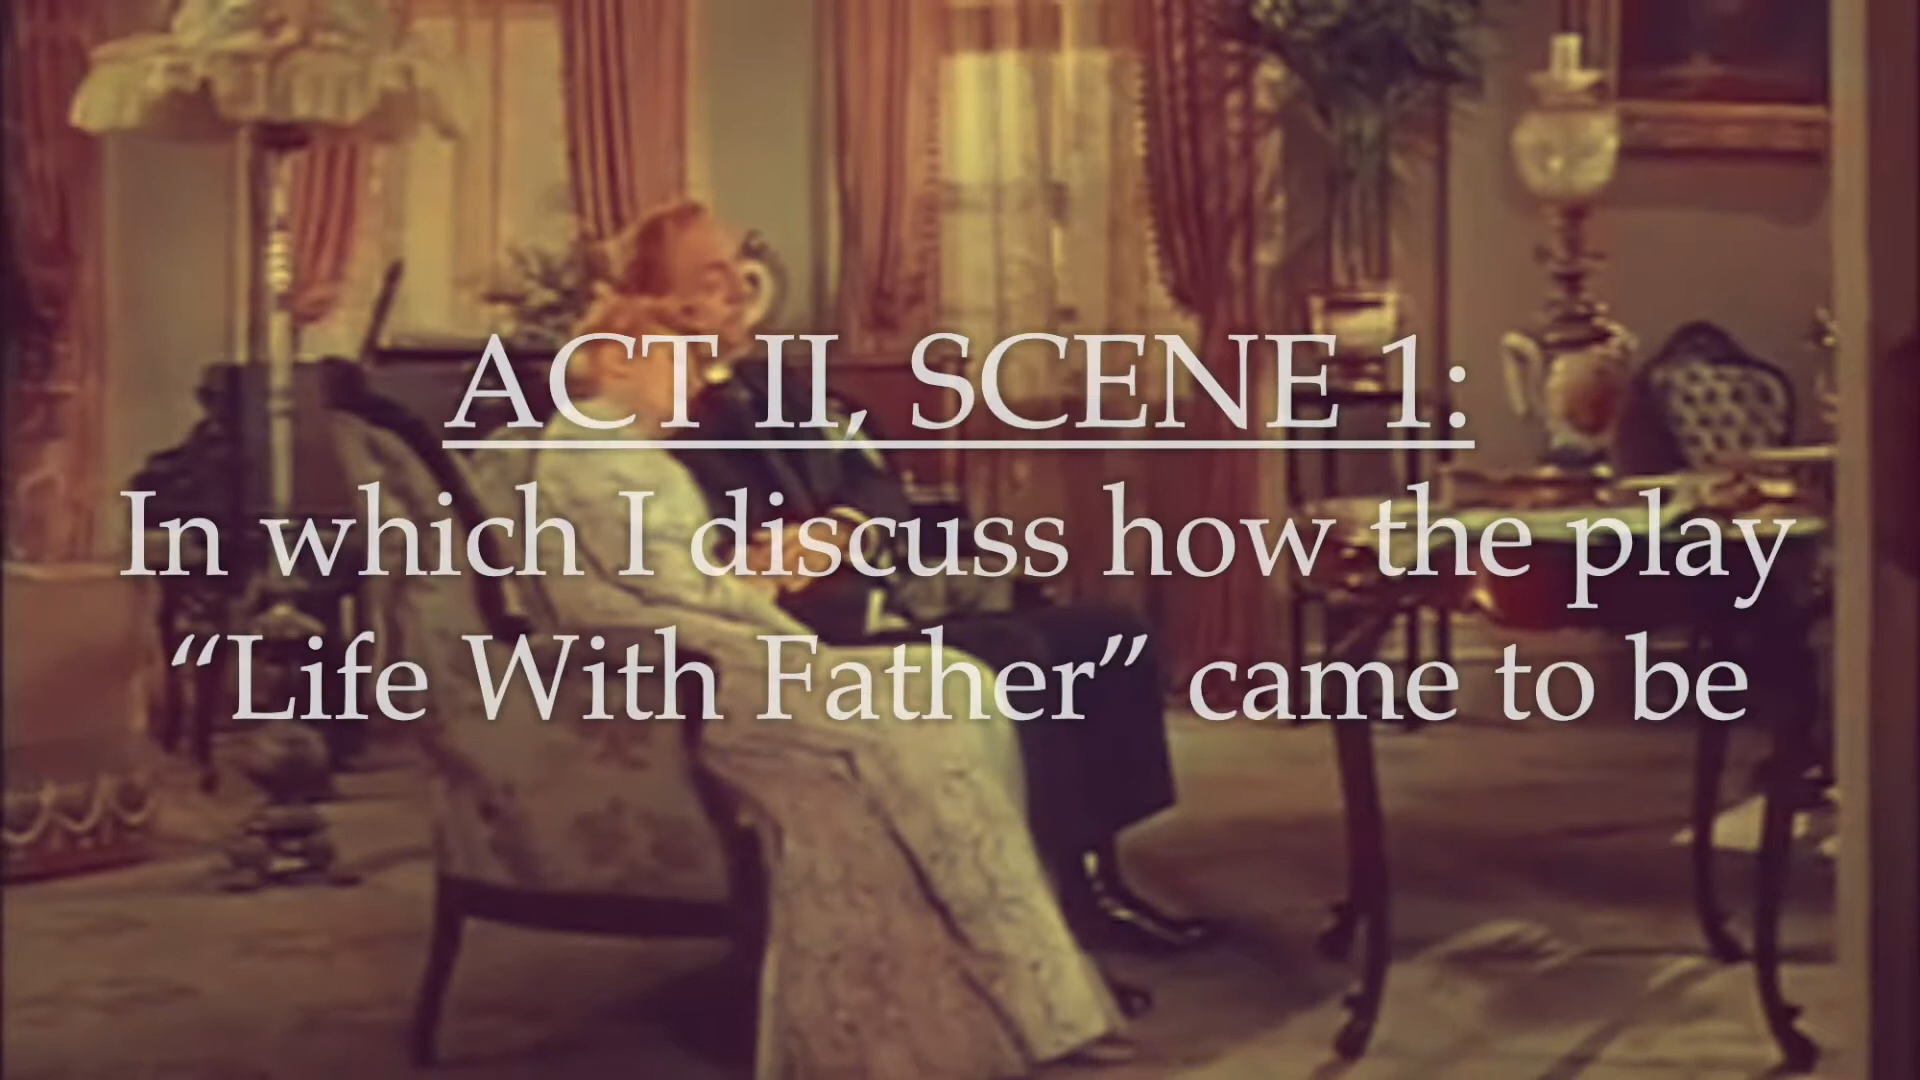 ACT II, SCENE 1:
In which I discuss how the play
“Life With Father” came to be